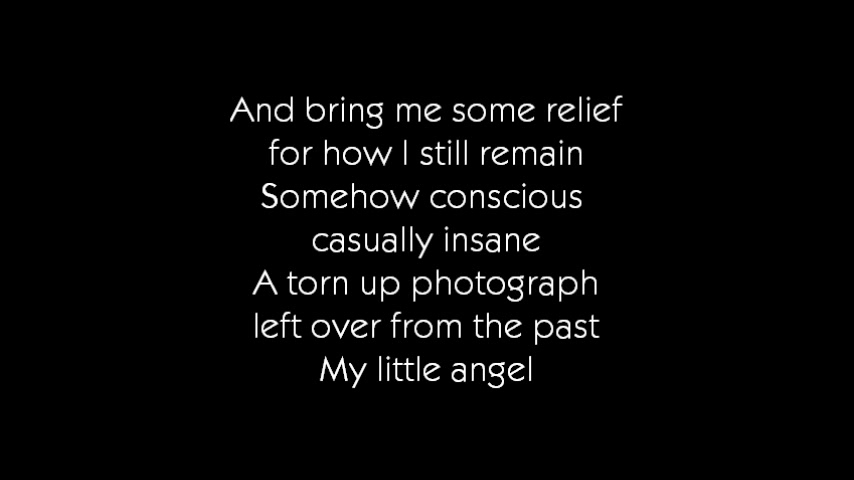 And bring me some relief
for how I still remain
Somehow conscious
casually insane
A torn up photograph
left over from the past
My little angel